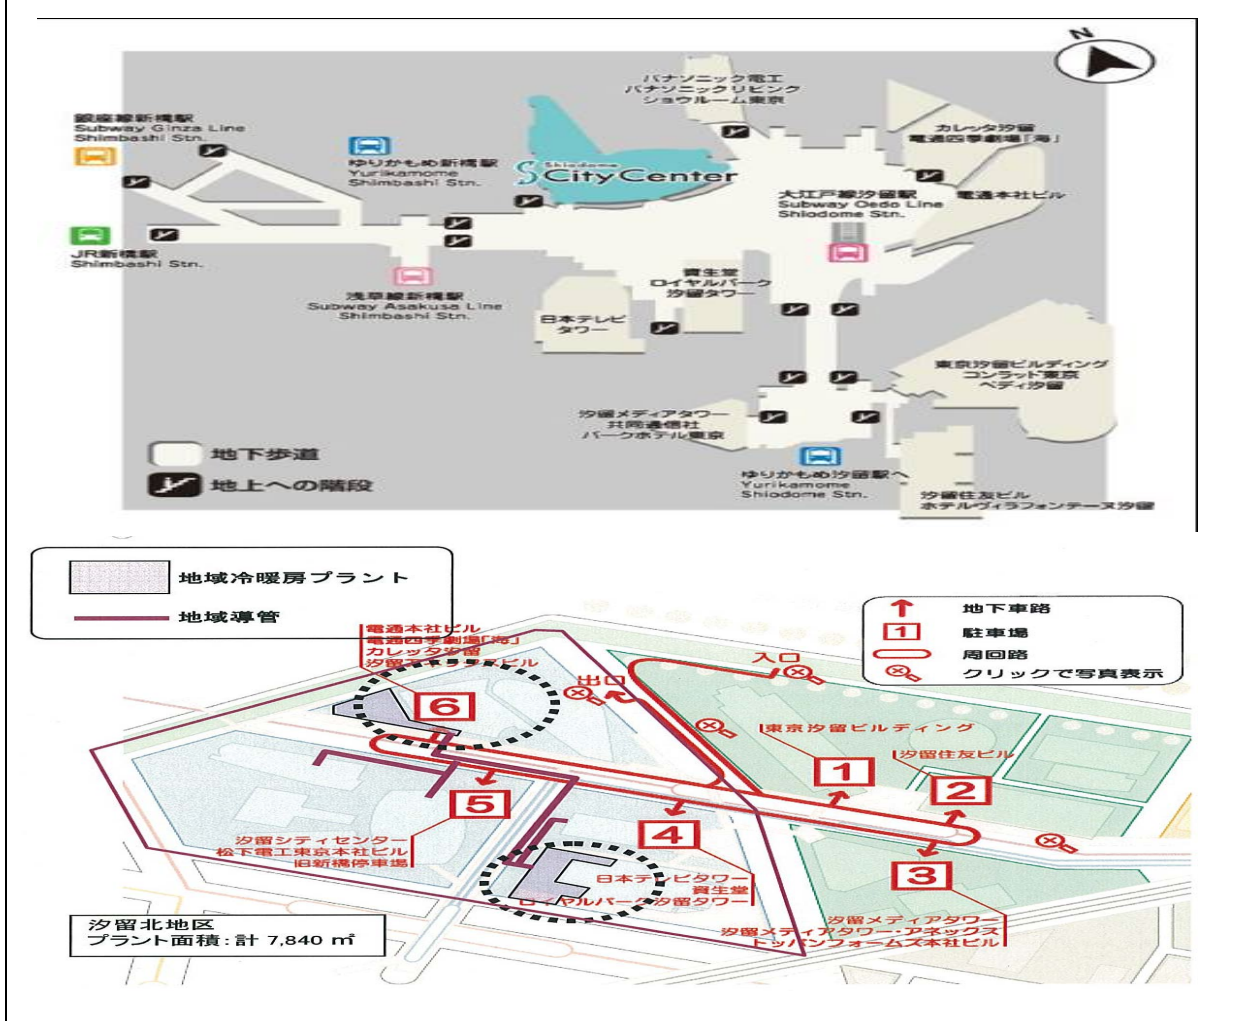 N
パナソニック電工
パナソニックリビング
ショウルーム東京
銀座線新橋駅
Subway Ginza Line
Shimbashi Stn.
ゆりかもめ新橋駅
Yurikamome
Shimbashi Stn.
Shiodome
City Center
カレッタ汐留
電通四季劇場「海」
大江戸線汐留駅
Subway Oedo Line
Shiodome Stn.
電通本社ビル
JR新橋駅
Shimbashi Stn.
浅草線新橋駅
Subway Asakusa Line
Shimbashi Stn.
資生堂
ロイヤルパーク
汐留タワー
日本テレビ
タワー
東京汐留ビルディング
コンラッド東京
ペディ汐留
汐留メディアタワー
共同通信社
パークホテル東京
地下歩道
地上への階段
ゆりかもめ汐留駅へ
Yurikamome
Shiodome Stn.
汐留住友ビル
ホテルヴィラフォンテーヌ汐留
地域冷暖房プラント
地域導管
地下車路
1 駐車場
周回路
クリックで写真表示
電通本社ビル
電通四季劇場「海」
カレッタ汐留
6
入口
出口
東京汐留ビルディング
汐留住友ビル
1
2
5
4
3
汐留シティセンター
松下電工東京本社ビル
旧新橋停車場
日本テレビタワー
資生堂
ロイヤルパーク汐留タワー
汐留メディアタワー
汐留メディアタワー・アネックス
トッパンフォームズ本社ビル
汐留北地区
プラント面積：計 7,840 ㎡